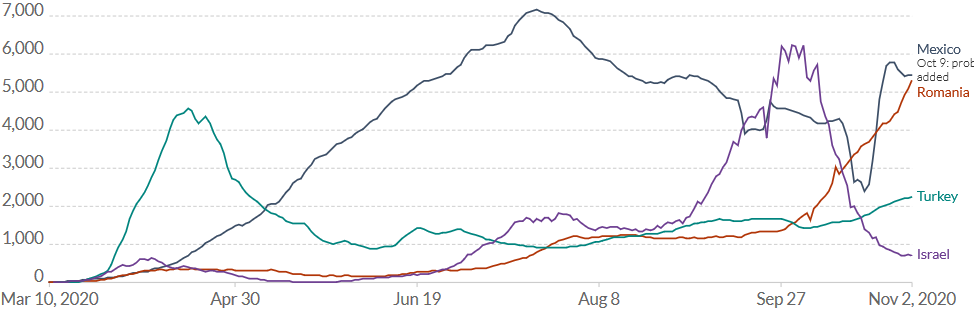 7,000
6,000
5,000
4,000
3,000
2,000
1,000
0
Mar 10, 2020 Apr 30 Jun 19 Aug 8 Sep 27 Nov 2, 2020
Mexico
Oct 9: prob
added
Romania
Turkey
Israel